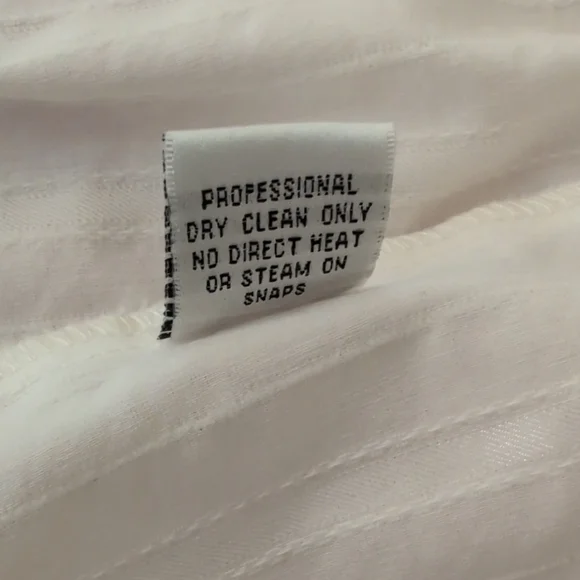 PROFESSIONAL
DRY CLEAN ONLY
NO DIRECT HEAT
OR STEAM ON
SNAPS